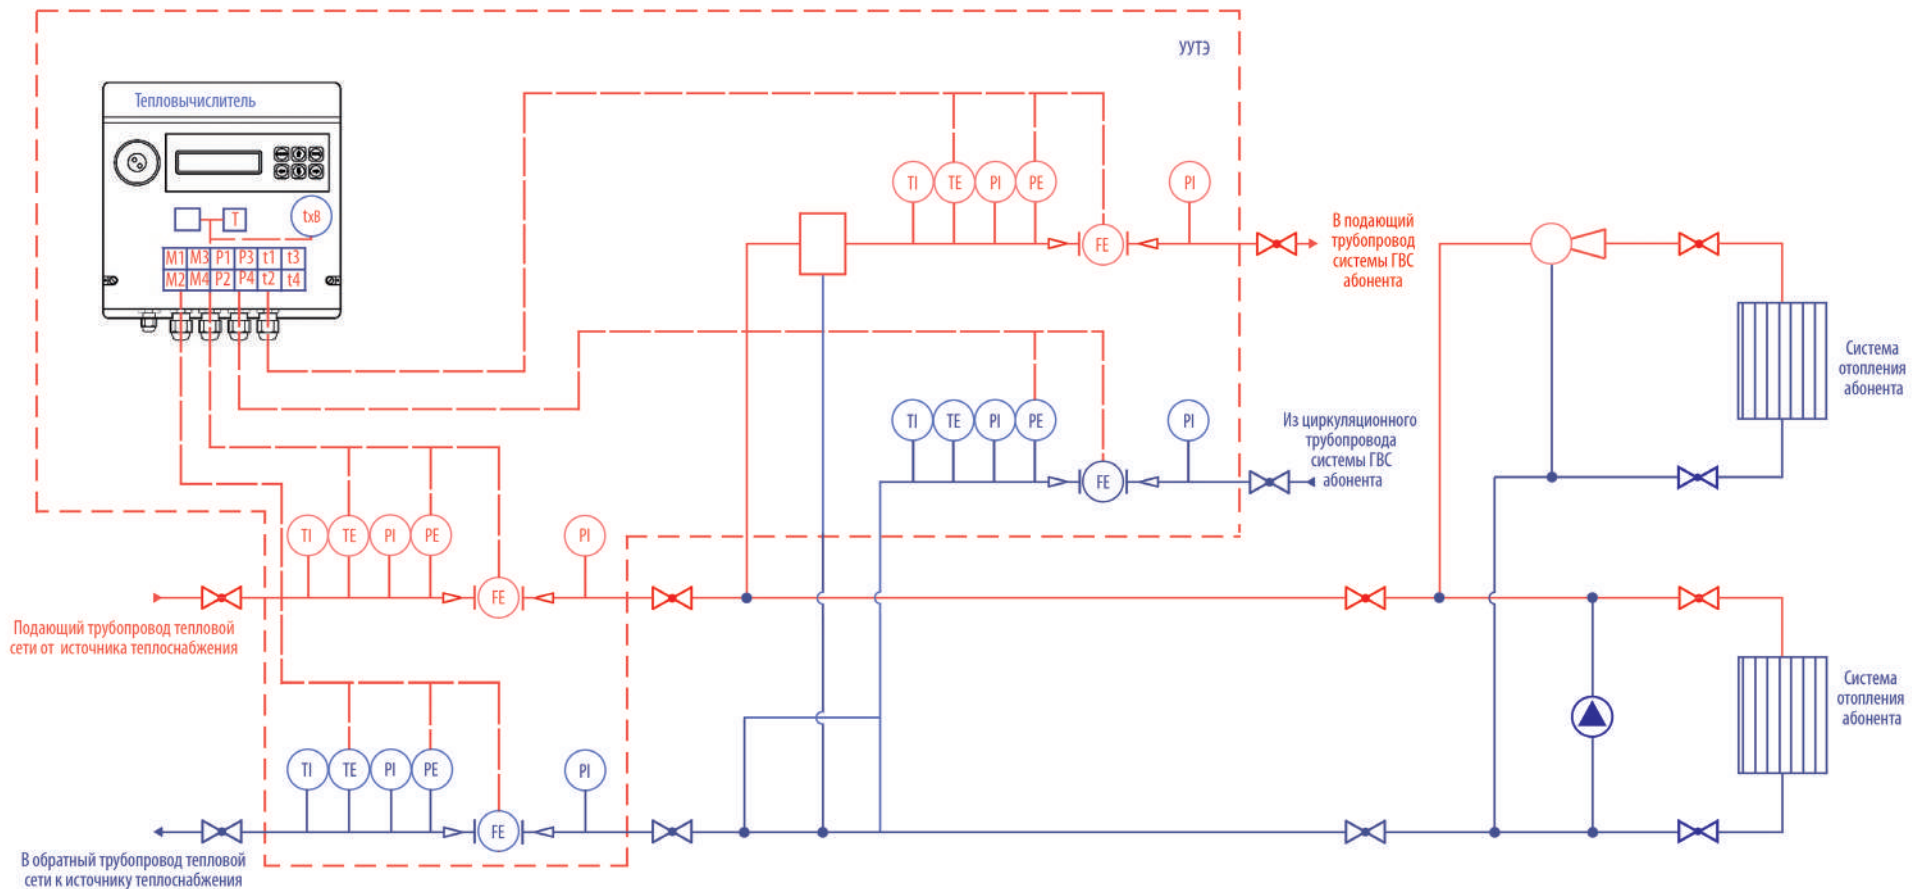 УУТЭ
Тепловычислитель
T
tхВ
M1 M3 P1 P3 t1 t3
M2 M4 P2 P4 t2 t4
TI TE PI PE PI
FE
В подающий
трубопровод
системы ГВС
абонента
Система
отопления
абонента
TI TE PI PE PI
FE
Из циркуляционного
трубопровода
системы ГВС
абонента
TI TE PI PE PI
FE
Подающий трубопровод тепловой
сети от источника теплоснабжения
Система
отопления
абонента
TI TE PI PE PI
FE
В обратный трубопровод тепловой
сети к источнику теплоснабжения